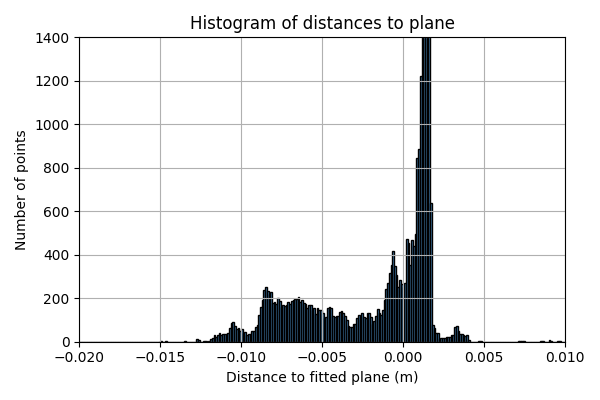 Histogram of distances to plane
Number of points
1400
1200
1000
800
600
400
200
0
−0.020 −0.015 −0.010 −0.005 0.000 0.005 0.010
Distance to fitted plane (m)